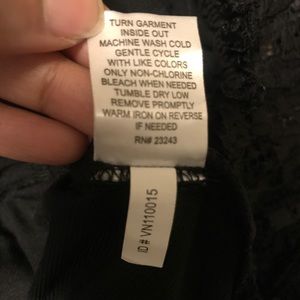 TURN GARMENT
INSIDE OUT
MACHINE WASH COLD
GENTLE CYCLE
WITH LIKE COLORS
ONLY NON-CHLORINE
BLEACH WHEN NEEDED
TUMBLE DRY LOW
REMOVE PROMPTLY
WARM IRON ON REVERSE
IF NEEDED
RN# 23243
ID# VN110015